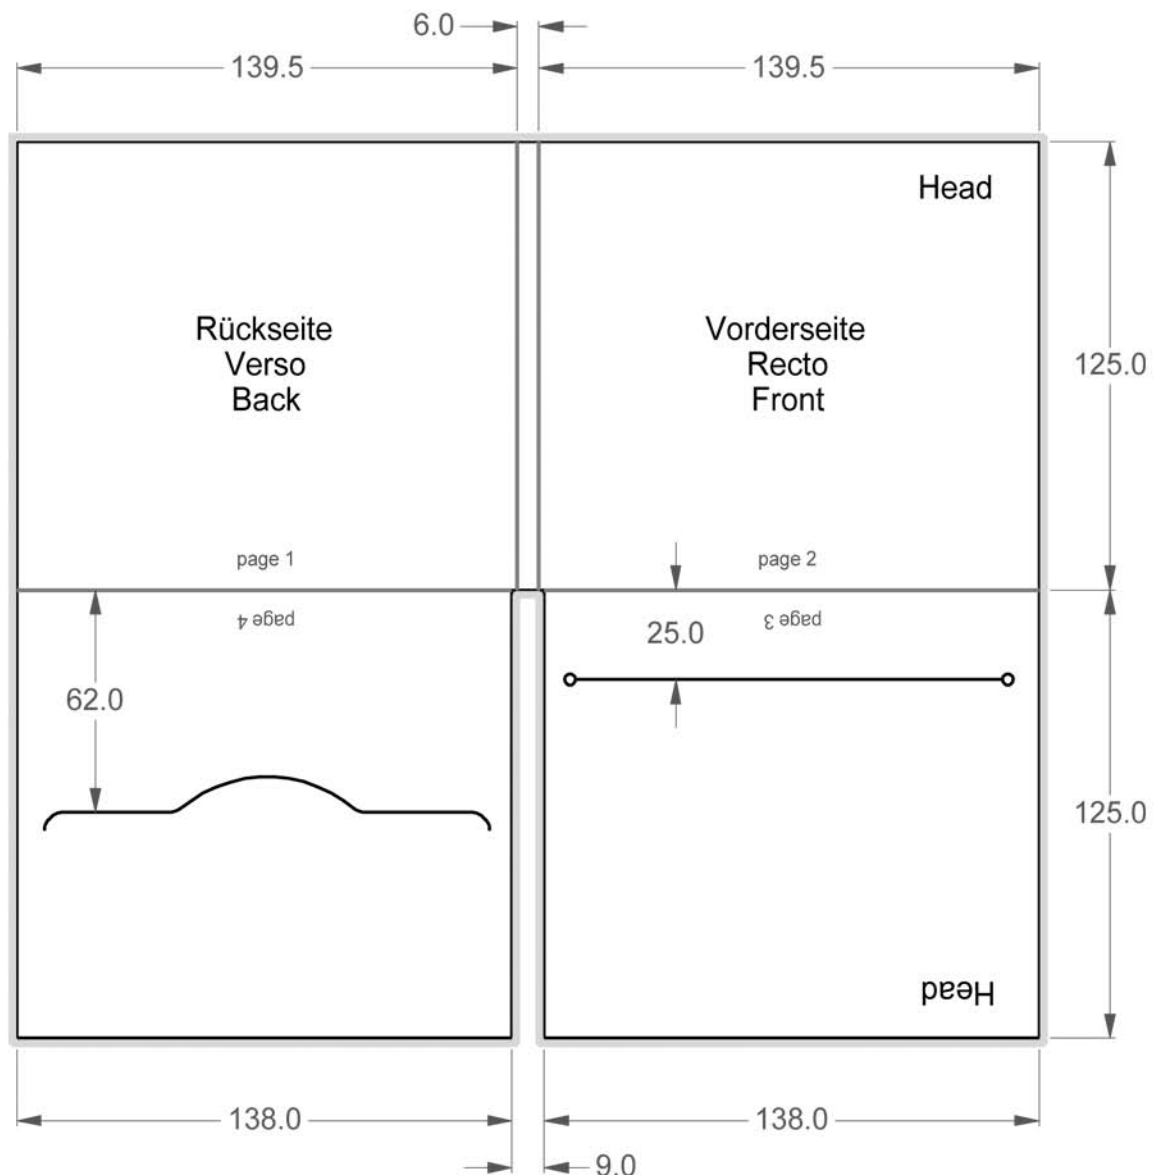 6.0
139.5
139.5
Head
Rückseite
Verso
Back
Vorderseite
Recto
Front
125.0
page 1
page 2
page 4
page 3
25.0
62.0
125.0
Head
138.0
138.0
9.0